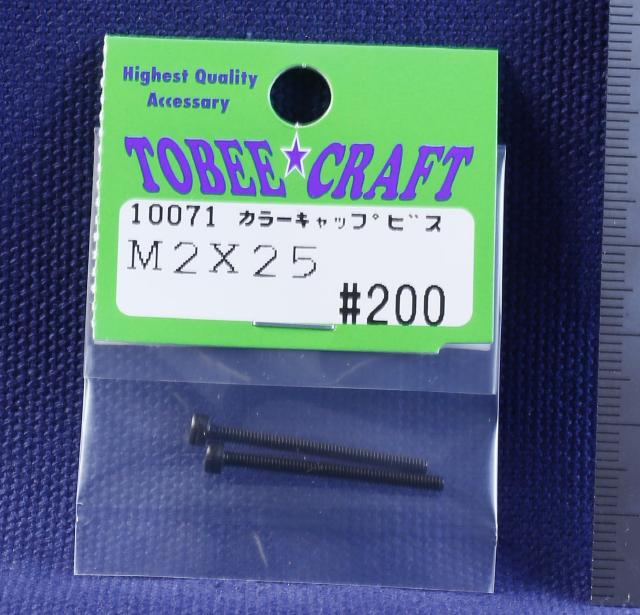 Highest Quality
Accessary
TOBEE★CRAFT
10071 カラーキャップビス
M2X25
#200